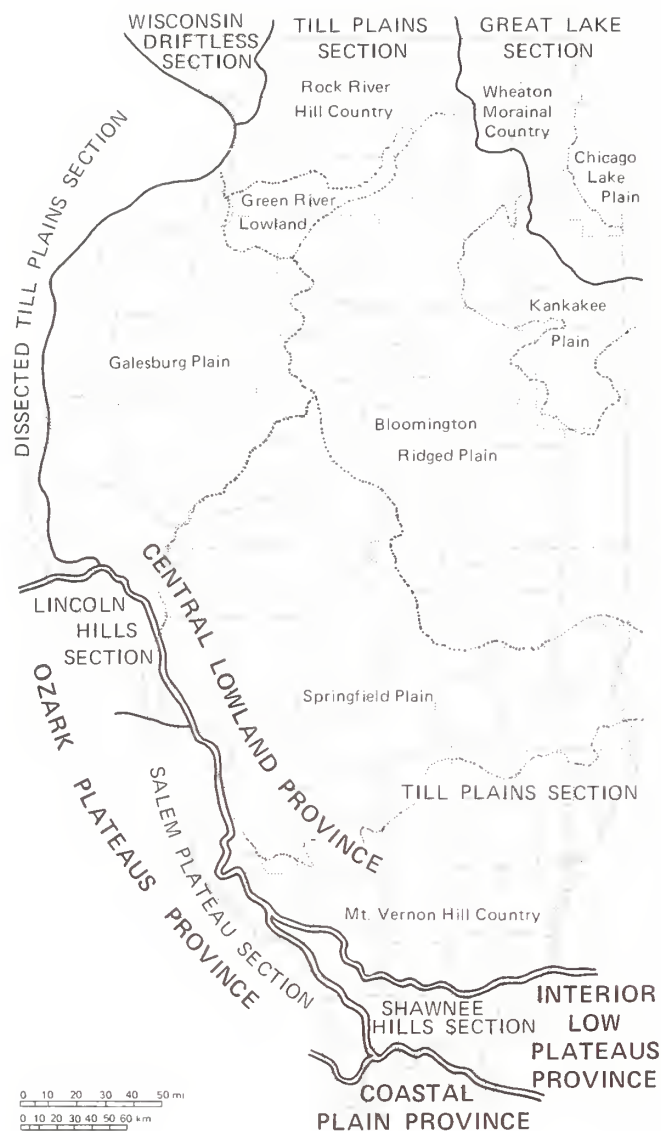 WISCONSIN
DRIFTLESS
SECTION
TILL PLAINS
SECTION
GREAT LAKE
SECTION
Rock River
Hill Country
Wheaton
Morainal
Country
Chicago
Lake
Plain
DISSECTED TILL PLAINS SECTION
Green River
Lowland
Kankakee
Plain
Galesburg Plain
Bloomington
Ridged Plain
CENTRAL LOWLAND PROVINCE
LINCOLN
HILLS
SECTION
OZARK PLATEAUS PROVINCE
Springfield Plain
SALEM PLATEAU SECTION
TILL PLAINS SECTION
Mt. Vernon Hill Country
SHAWNEE
HILLS SECTION
INTERIOR
LOW
PLATEAUS
PROVINCE
COASTAL
PLAIN PROVINCE
0 10 20 30 40 50 mi
0 10 20 30 40 50 60 km